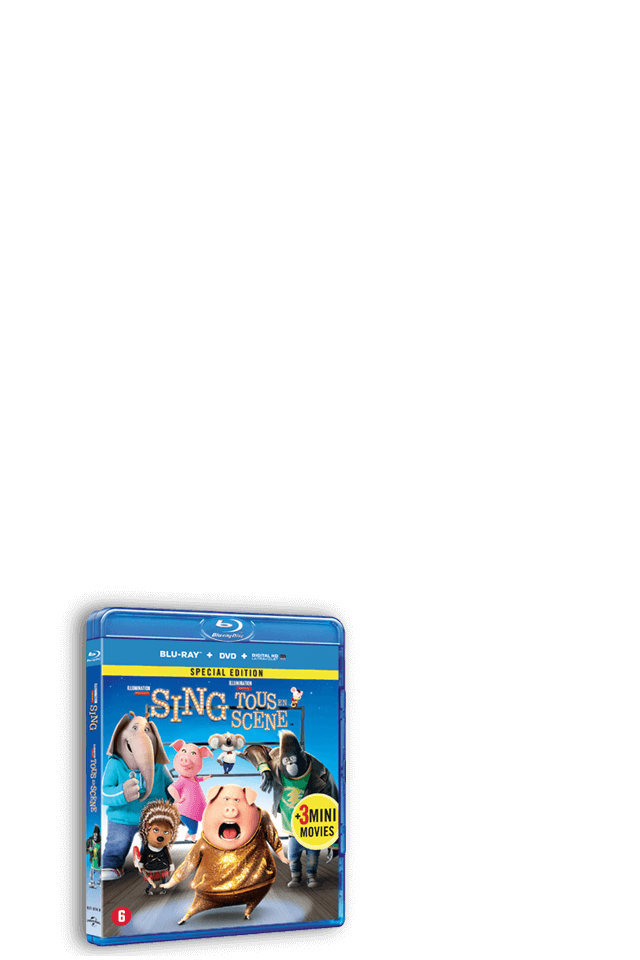 Blu-ray Disc
BLU-RAY™ + DVD + DIGITAL HD
ULTRAVIOLET
SPECIAL EDITION
ILLUMINATION
ILLUMINATION
SING
TOUS EN
SCÈNE
+3 MINI
MOVIES
6
SING
TOUS EN SCÈNE